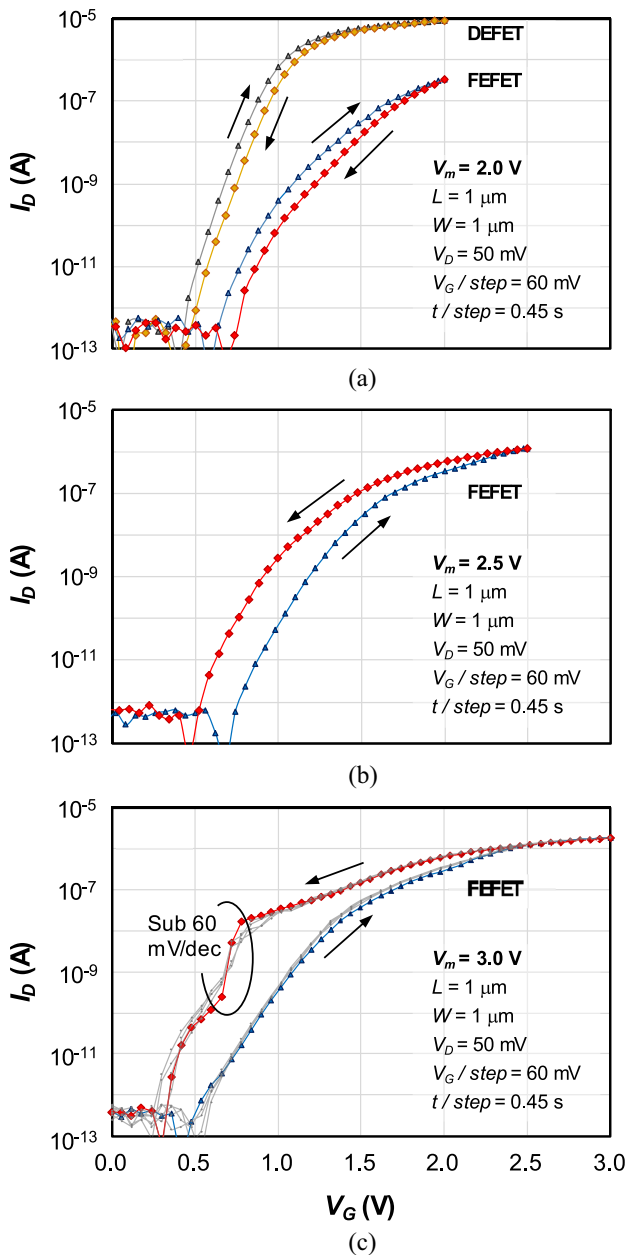 (a)
10⁻⁵
10⁻⁷
10⁻⁹
10⁻¹¹
10⁻¹³
I_D (A)
DEFET
FEFET
V_m = 2.0 V
L = 1 μm
W = 1 μm
V_D = 50 mV
V_G / step = 60 mV
t / step = 0.45 s
(a)
10⁻⁵
10⁻⁷
10⁻⁹
10⁻¹¹
10⁻¹³
I_D (A)
FEFET
V_m = 2.5 V
L = 1 μm
W = 1 μm
V_D = 50 mV
V_G / step = 60 mV
t / step = 0.45 s
(b)
10⁻⁵
10⁻⁷
10⁻⁹
10⁻¹¹
10⁻¹³
I_D (A)
Sub 60
mV/dec
FEFET
V_m = 3.0 V
L = 1 μm
W = 1 μm
V_D = 50 mV
V_G / step = 60 mV
t / step = 0.45 s
0.0 0.5 1.0 1.5 2.0 2.5 3.0
V_G (V)
(c)